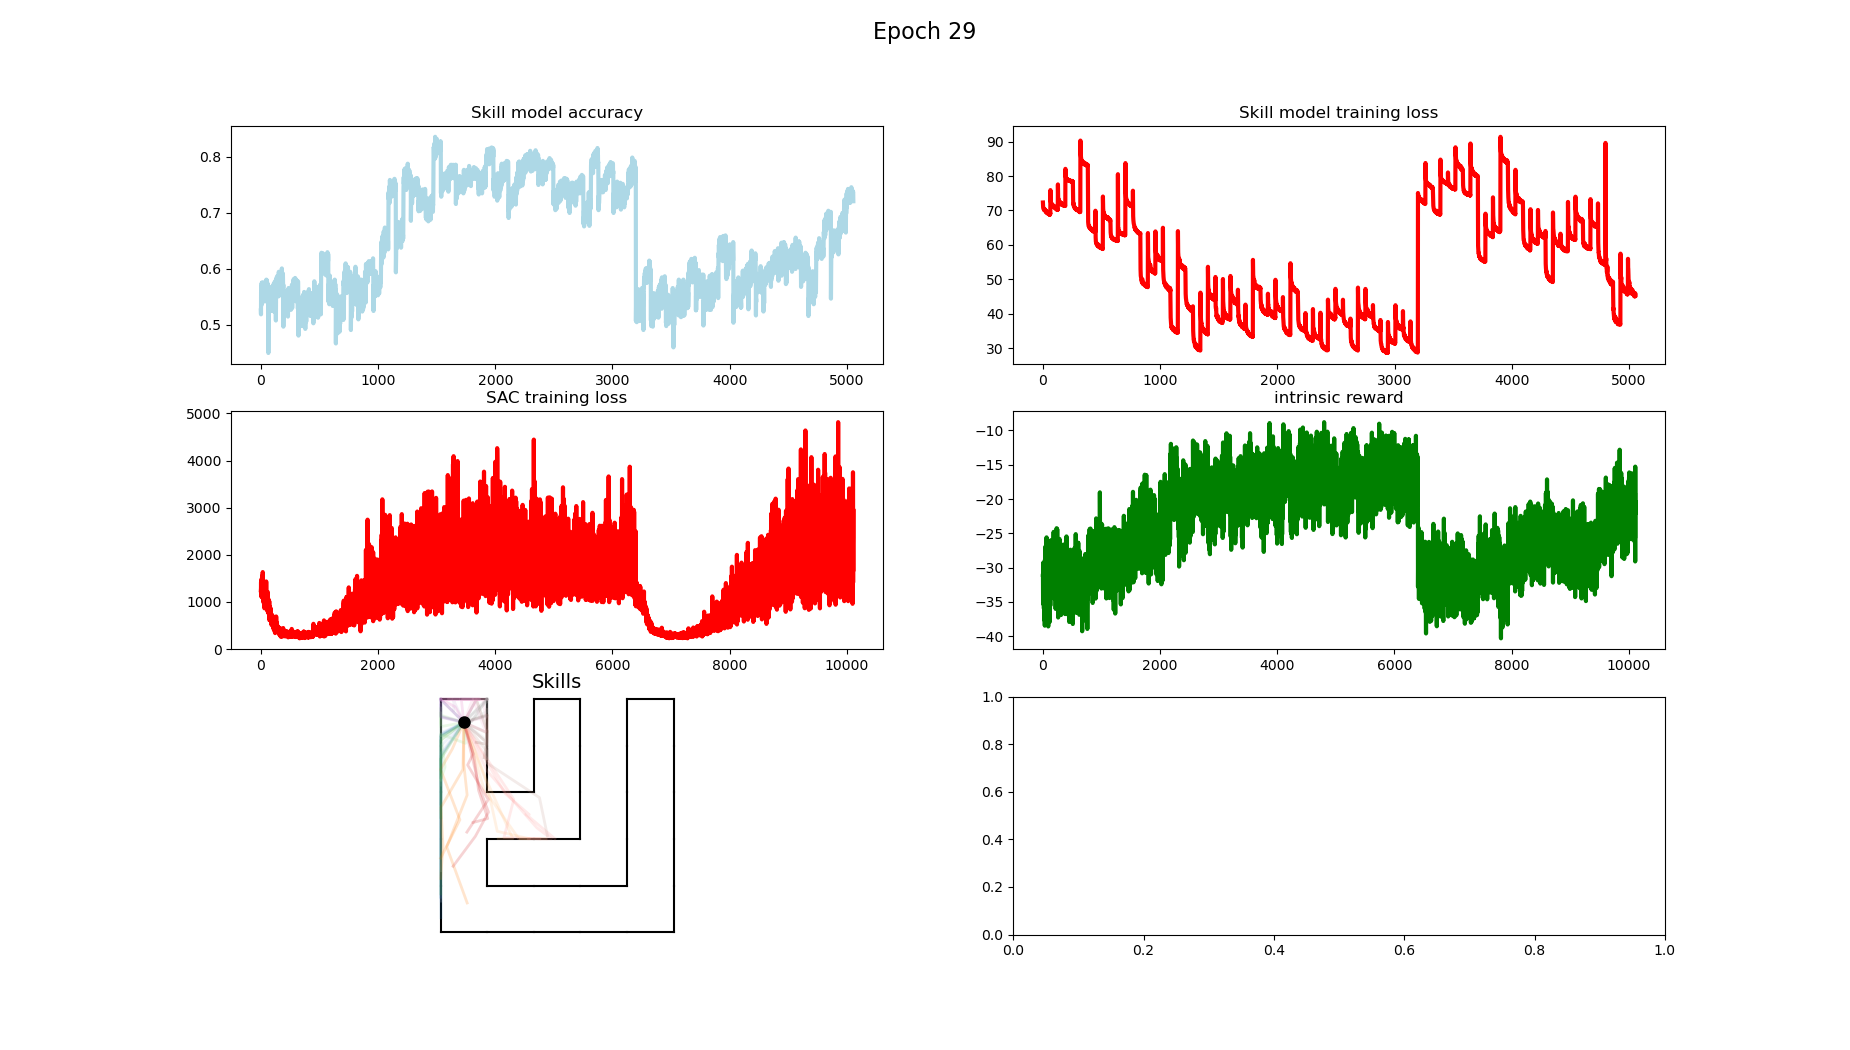 Epoch 29
Skill model accuracy
0.8
0.7
0.6
0.5
0 1000 2000 3000 4000 5000
Skill model training loss
90
80
70
60
50
40
30
0 1000 2000 3000 4000 5000
SAC training loss
5000
4000
3000
2000
1000
0
0 2000 4000 6000 8000 10000
intrinsic reward
−10
−15
−20
−25
−30
−35
−40
0 2000 4000 6000 8000 10000
Skills
1.0
0.8
0.6
0.4
0.2
0.0
0.0 0.2 0.4 0.6 0.8 1.0